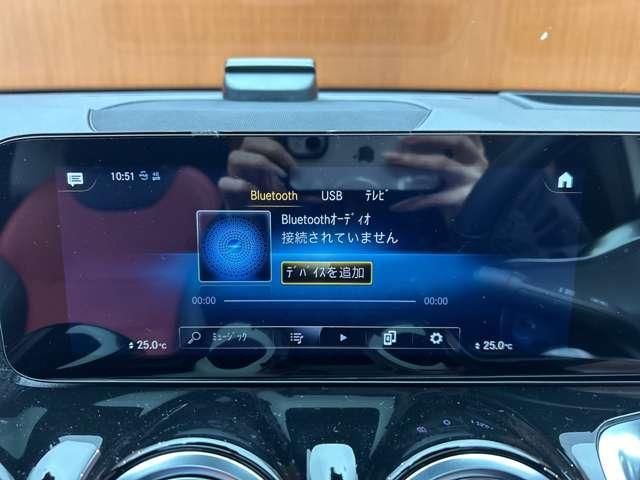 10:51
Bluetooth USB ﾃﾚﾋﾞ
Bluetoothｵｰﾃﾞｨｵ
接続されていません
ﾃﾞﾊﾞｲｽを追加
00:00 00:00
ﾐｭｰｼﾞｯｸ
25.0℃ 25.0℃